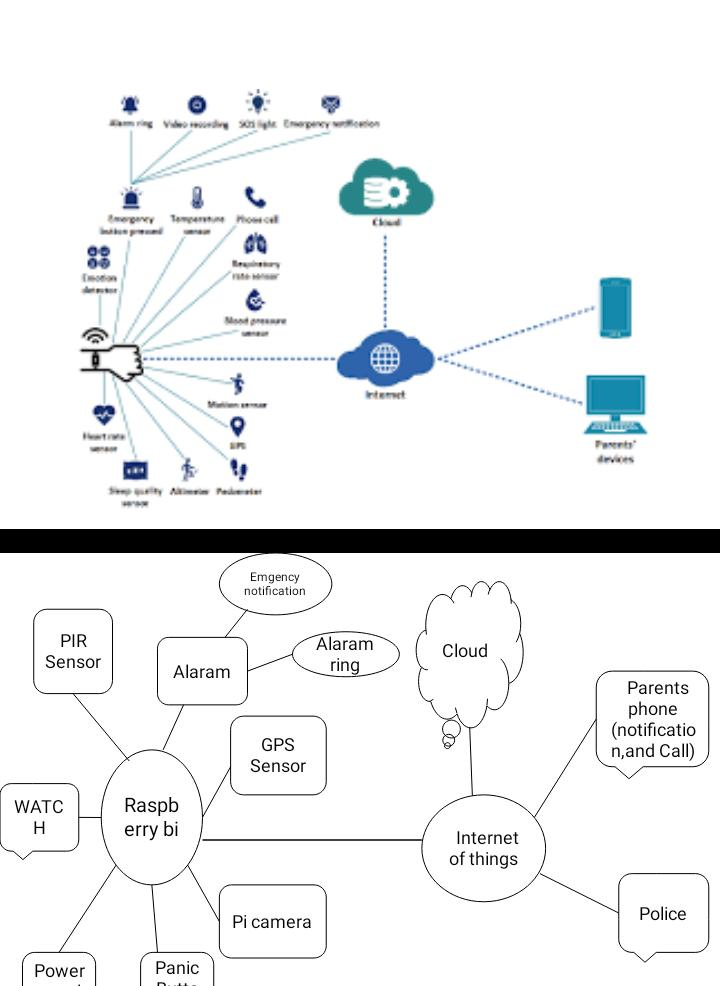 Alarm ring
Video recording
SOS light
Emergency notification
Emergency
button pressed
Temperature
sensor
Phone call
Cloud
Emotion
detector
Respiratory
rate sensor
Blood pressure
sensor
Internet
Motion sensor
Heart rate
sensor
GPS
Parents'
devices
Sleep quality
sensor
Altimeter
Pedometer
Emgency
notification
PIR
Sensor
Alaram
Alaram
ring
Cloud
Parents
phone
(notificatio
n,and Call)
GPS
Sensor
WATC
H
Raspb
erry bi
Internet
of things
Pi camera
Police
Power
Panic